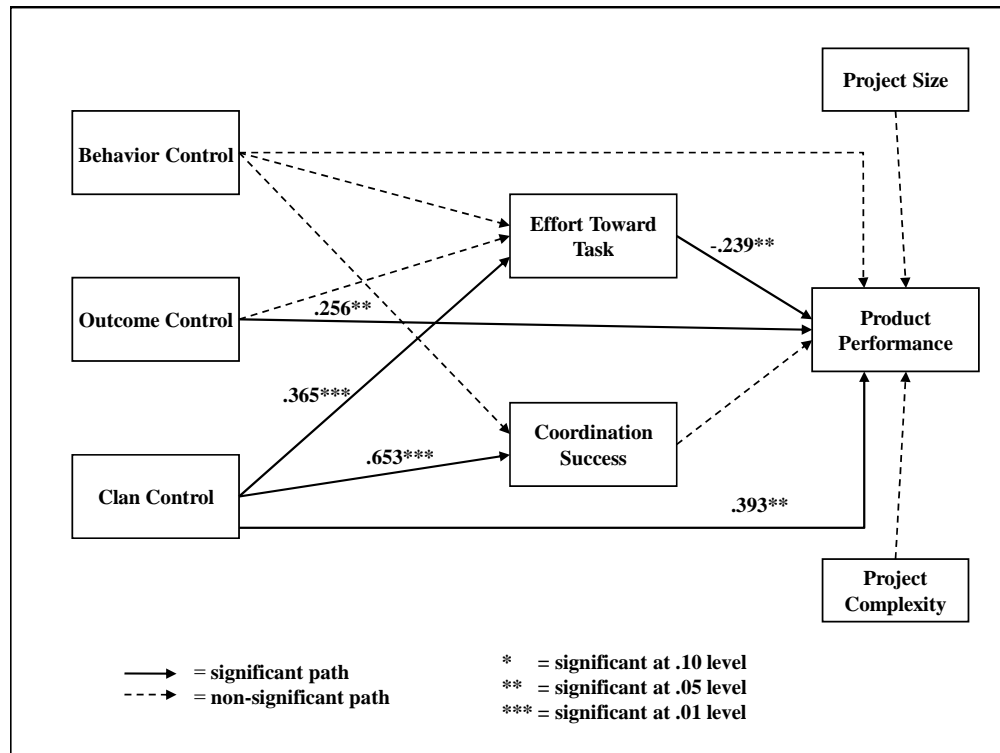 Project Size
Behavior Control
Effort Toward
Task
-.239**
Outcome Control
.256**
Product
Performance
.365***
Coordination
Success
.653***
Clan Control
.393**
Project
Complexity
= significant path
= non-significant path
* = significant at .10 level
** = significant at .05 level
*** = significant at .01 level